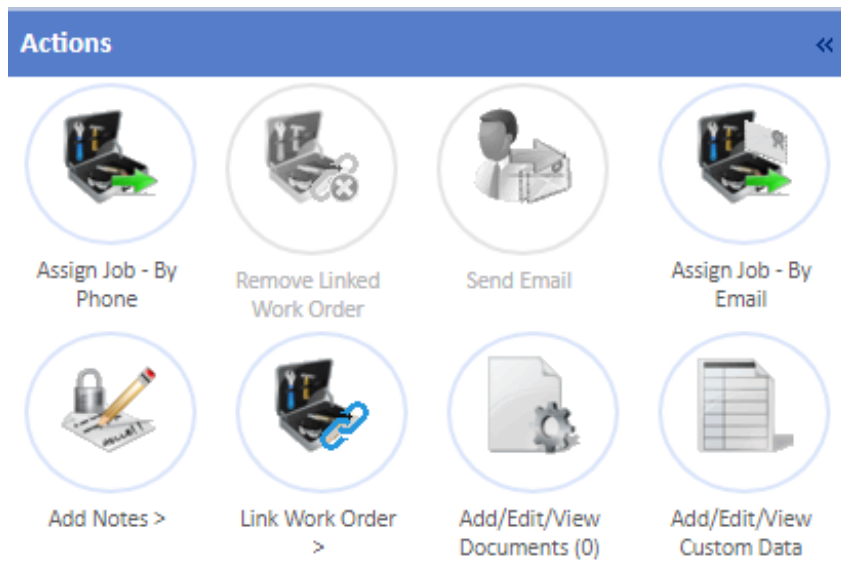 Actions
Assign Job - By
Phone
Remove Linked
Work Order
Send Email
Assign Job - By
Email
Add Notes >
Link Work Order
>
Add/Edit/View
Documents (0)
Add/Edit/View
Custom Data